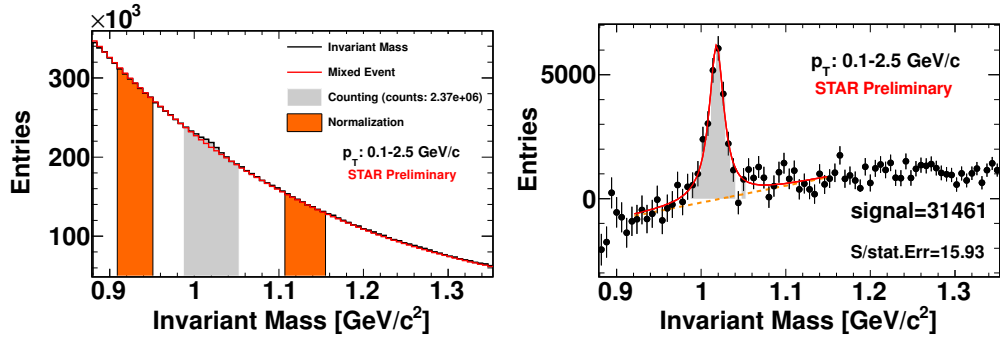 ×10³
Entries
300
200
100
Invariant Mass
Mixed Event
Counting (counts: 2.37e+06)
Normalization
p_T: 0.1-2.5 GeV/c
STAR Preliminary
0.9 1 1.1 1.2 1.3
Invariant Mass [GeV/c²]
Entries
5000
0
p_T: 0.1-2.5 GeV/c
STAR Preliminary
signal=31461
S/stat.Err=15.93
0.9 1 1.1 1.2 1.3
Invariant Mass [GeV/c²]